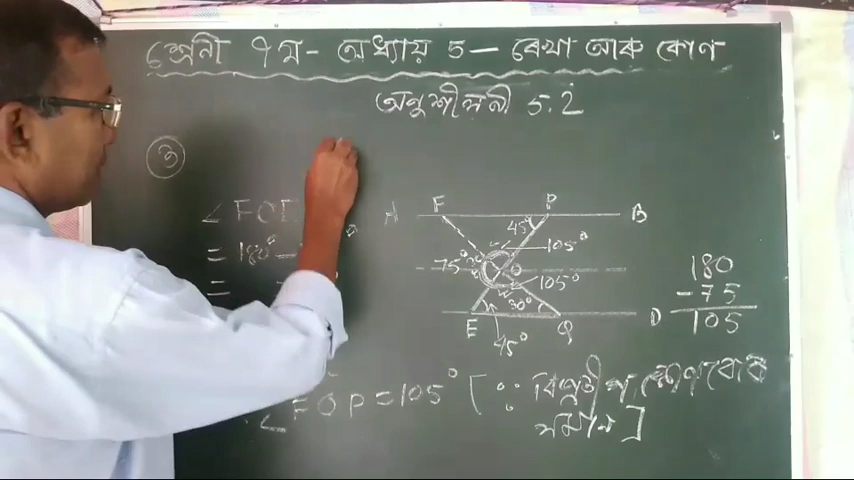 শ্ৰেণী ৭ম - অধ্যায় 5 — ৰেখা আৰু কোণ
অনুশীলনী 5.2
৩
∠FOE
= 180° -
=
F P
A B
45°
105°
75°
105°
30°
E Q D
45°
180
- 75
105
∠FOP = 105° [ ∵ বিপ্ৰতীপ কোণবোৰ
সমান ]